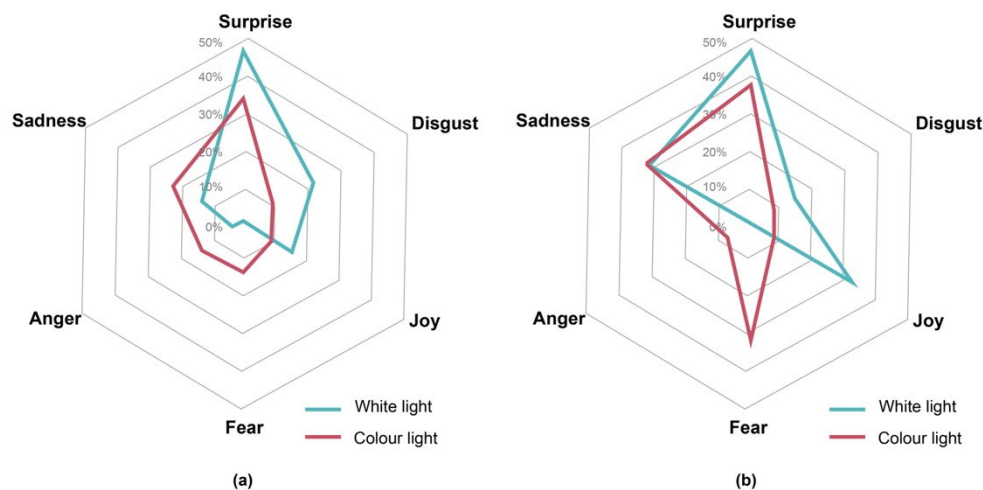 Surprise
50%
40%
30%
20%
10%
0%
Sadness
Disgust
Anger
Joy
Fear
White light
Colour light
(a)
Surprise
50%
40%
30%
20%
10%
0%
Sadness
Disgust
Anger
Joy
Fear
White light
Colour light
(b)